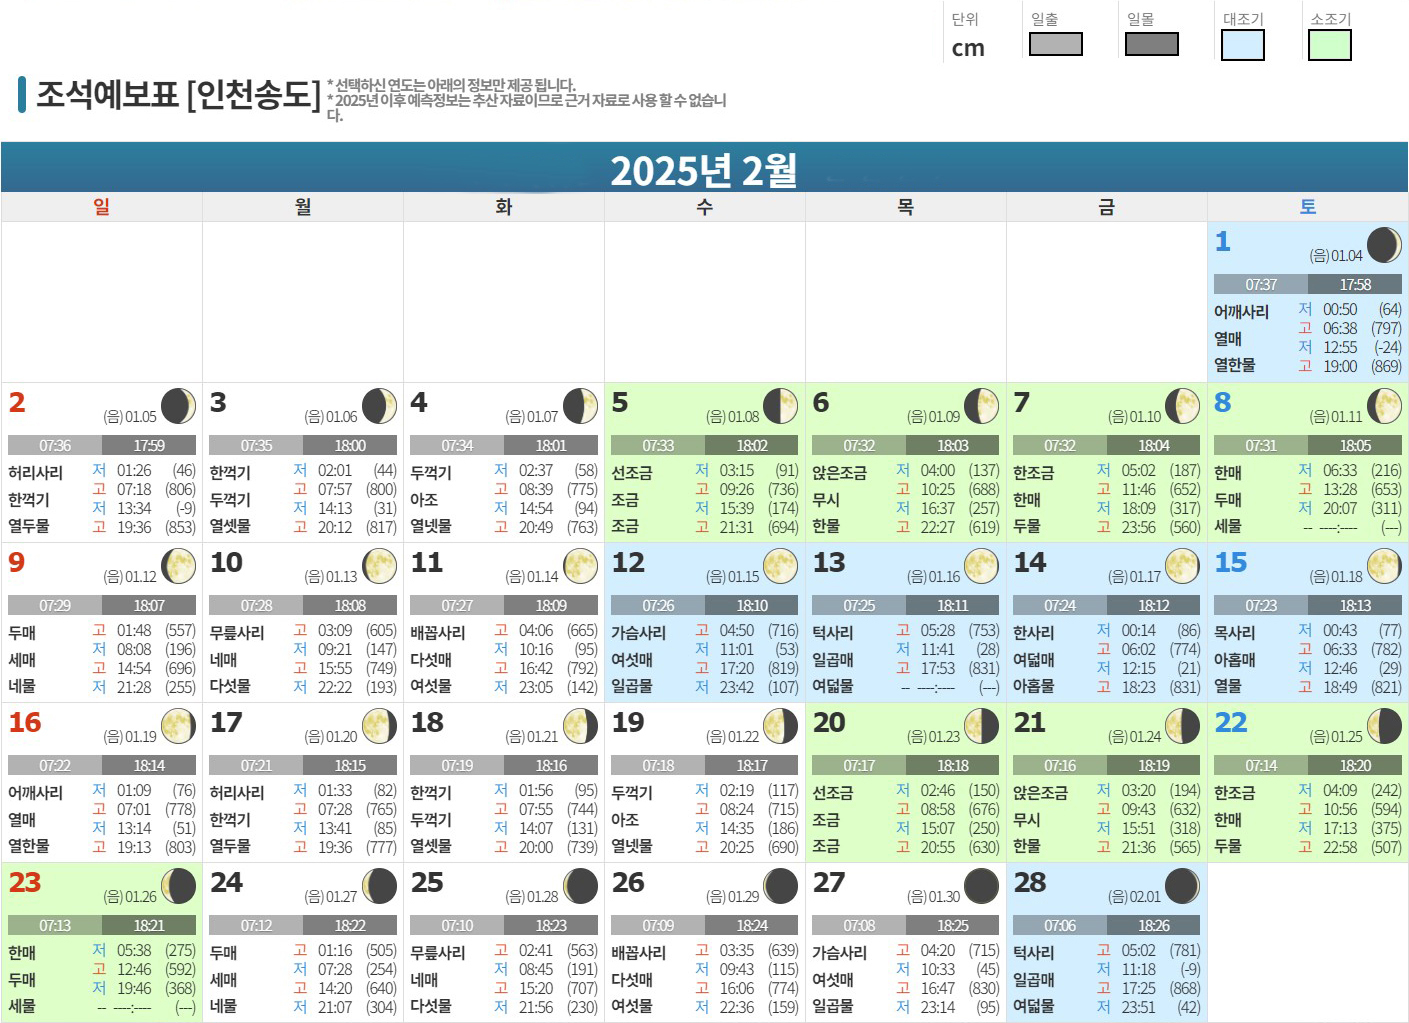 단위 일출 일몰 대조기 소조기
cm
조석예보표 [인천송도]
* 선택하신 연도는 아래의 정보만 제공 됩니다.
* 2025년 이후 예측정보는 추산 자료이므로 근거 자료로 사용 할 수 없습니
다.
2025년 2월
일 월 화 수 목 금 토
1 (음) 01.04
07:37 17:58
어깨사리 저 00:50 (64)
고 06:38 (797)
열매 저 12:55 (-24)
열한물 고 19:00 (869)
2 (음) 01.05
07:36 17:59
허리사리 저 01:26 (46)
한꺽기 고 07:18 (806)
저 13:34 (-9)
열두물 고 19:36 (853)
3 (음) 01.06
07:35 18:00
한꺽기 저 02:01 (44)
두꺽기 고 07:57 (800)
저 14:13 (31)
열셋물 고 20:12 (817)
4 (음) 01.07
07:34 18:01
두꺽기 저 02:37 (58)
아조 고 08:39 (775)
저 14:54 (94)
열넷물 고 20:49 (763)
5 (음) 01.08
07:33 18:02
선조금 저 03:15 (91)
조금 고 09:26 (736)
저 15:39 (174)
조금 고 21:31 (694)
6 (음) 01.09
07:32 18:03
앉은조금 저 04:00 (137)
무시 고 10:25 (688)
저 16:37 (257)
한물 고 22:27 (619)
7 (음) 01.10
07:32 18:04
한조금 저 05:02 (187)
한매 고 11:46 (652)
저 18:09 (317)
두물 고 23:56 (560)
8 (음) 01.11
07:31 18:05
한매 저 06:33 (216)
두매 고 13:28 (653)
저 20:07 (311)
세물 -- ----:---- (---)
9 (음) 01.12
07:29 18:07
두매 고 01:48 (557)
세매 저 08:08 (196)
고 14:54 (696)
네물 저 21:28 (255)
10 (음) 01.13
07:28 18:08
무릎사리 고 03:09 (605)
네매 저 09:21 (147)
고 15:55 (749)
다섯물 저 22:22 (193)
11 (음) 01.14
07:27 18:09
배꼽사리 고 04:06 (665)
다섯매 저 10:16 (95)
고 16:42 (792)
여섯물 저 23:05 (142)
12 (음) 01.15
07:26 18:10
가슴사리 고 04:50 (716)
여섯매 저 11:01 (53)
고 17:20 (819)
일곱물 저 23:42 (107)
13 (음) 01.16
07:25 18:11
턱사리 고 05:28 (753)
일곱매 저 11:41 (28)
고 17:53 (831)
여덟물 -- ----:---- (---)
14 (음) 01.17
07:24 18:12
한사리 저 00:14 (86)
여덟매 고 06:02 (774)
저 12:15 (21)
아홉물 고 18:23 (831)
15 (음) 01.18
07:23 18:13
목사리 저 00:43 (77)
아홉매 고 06:33 (782)
저 12:46 (29)
열물 고 18:49 (821)
16 (음) 01.19
07:22 18:14
어깨사리 저 01:09 (76)
열매 고 07:01 (778)
저 13:14 (51)
열한물 고 19:13 (803)
17 (음) 01.20
07:21 18:15
허리사리 저 01:33 (82)
한꺽기 고 07:28 (765)
저 13:41 (85)
열두물 고 19:36 (777)
18 (음) 01.21
07:19 18:16
한꺽기 저 01:56 (95)
두꺽기 고 07:55 (744)
저 14:07 (131)
열셋물 고 20:00 (739)
19 (음) 01.22
07:18 18:17
두꺽기 저 02:19 (117)
아조 고 08:24 (715)
저 14:35 (186)
열넷물 고 20:25 (690)
20 (음) 01.23
07:17 18:18
선조금 저 02:46 (150)
조금 고 08:58 (676)
저 15:07 (250)
조금 고 20:55 (630)
21 (음) 01.24
07:16 18:19
앉은조금 저 03:20 (194)
무시 고 09:43 (632)
저 15:51 (318)
한물 고 21:36 (565)
22 (음) 01.25
07:14 18:20
한조금 저 04:09 (242)
한매 고 10:56 (594)
저 17:13 (375)
두물 고 22:58 (507)
23 (음) 01.26
07:13 18:21
한매 저 05:38 (275)
두매 고 12:46 (592)
저 19:46 (368)
세물 -- ----:---- (---)
24 (음) 01.27
07:12 18:22
두매 고 01:16 (505)
세매 저 07:28 (254)
고 14:20 (640)
네물 저 21:07 (304)
25 (음) 01.28
07:10 18:23
무릎사리 고 02:41 (563)
네매 저 08:45 (191)
고 15:20 (707)
다섯물 저 21:56 (230)
26 (음) 01.29
07:09 18:24
배꼽사리 고 03:35 (639)
다섯매 저 09:43 (115)
고 16:06 (774)
여섯물 저 22:36 (159)
27 (음) 01.30
07:08 18:25
가슴사리 고 04:20 (715)
여섯매 저 10:33 (45)
고 16:47 (830)
일곱물 저 23:14 (95)
28 (음) 02.01
07:06 18:26
턱사리 고 05:02 (781)
일곱매 저 11:18 (-9)
고 17:25 (868)
여덟물 저 23:51 (42)